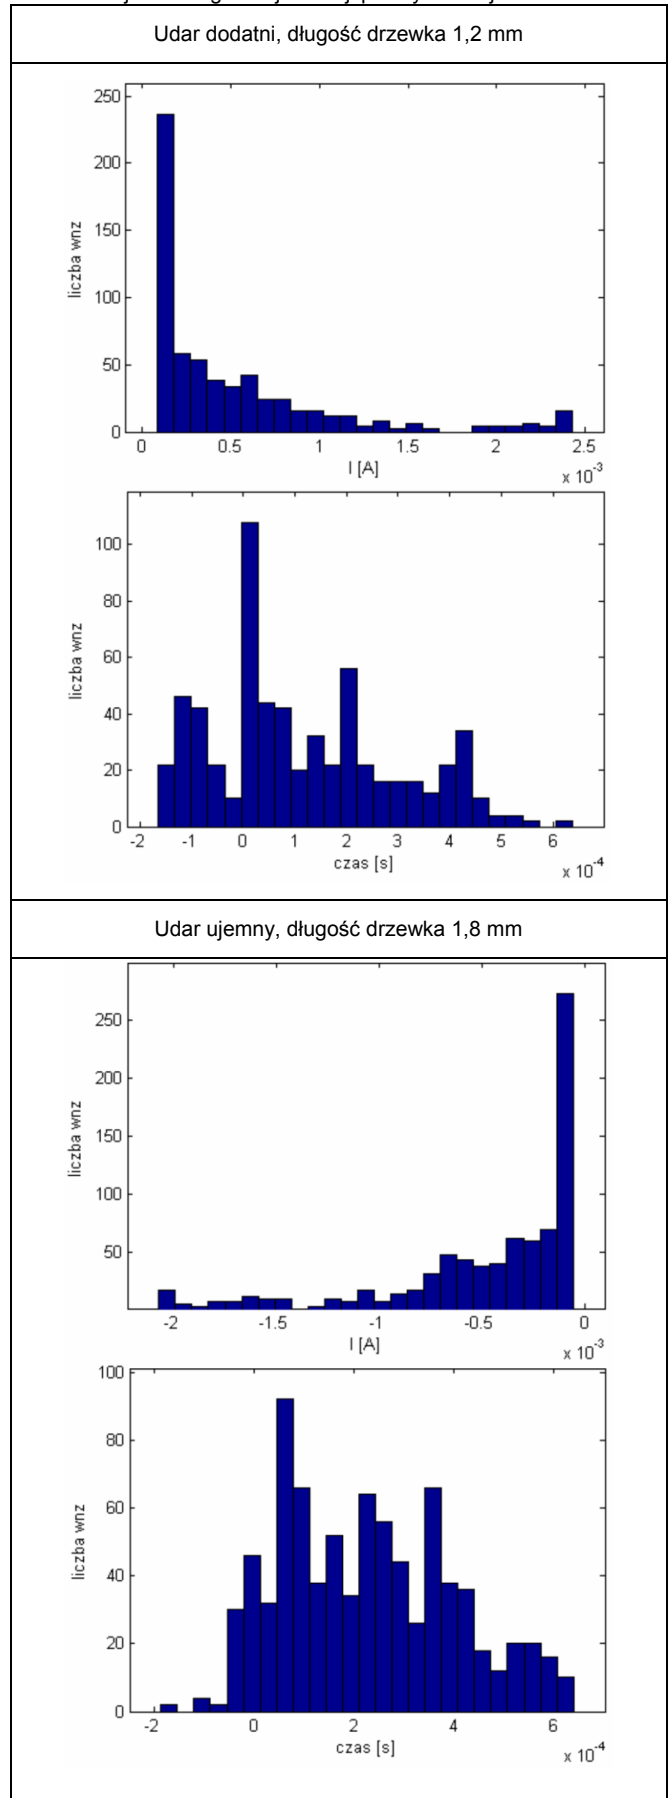 Udar dodatni, długość drzewka 1,2 mm
250
200
150
100
50
0
liczba wnz
0 0.5 1 1.5 2 2.5
I [A]
x 10-3
100
80
60
40
20
0
liczba wnz
-2 -1 0 1 2 3 4 5 6
czas [s]
x 10-4
Udar ujemny, długość drzewka 1,8 mm
250
200
150
100
50
liczba wnz
-2 -1.5 -1 -0.5 0
I [A]
x 10-3
100
80
60
40
20
0
liczba wnz
-2 0 2 4 6
czas [s]
x 10-4